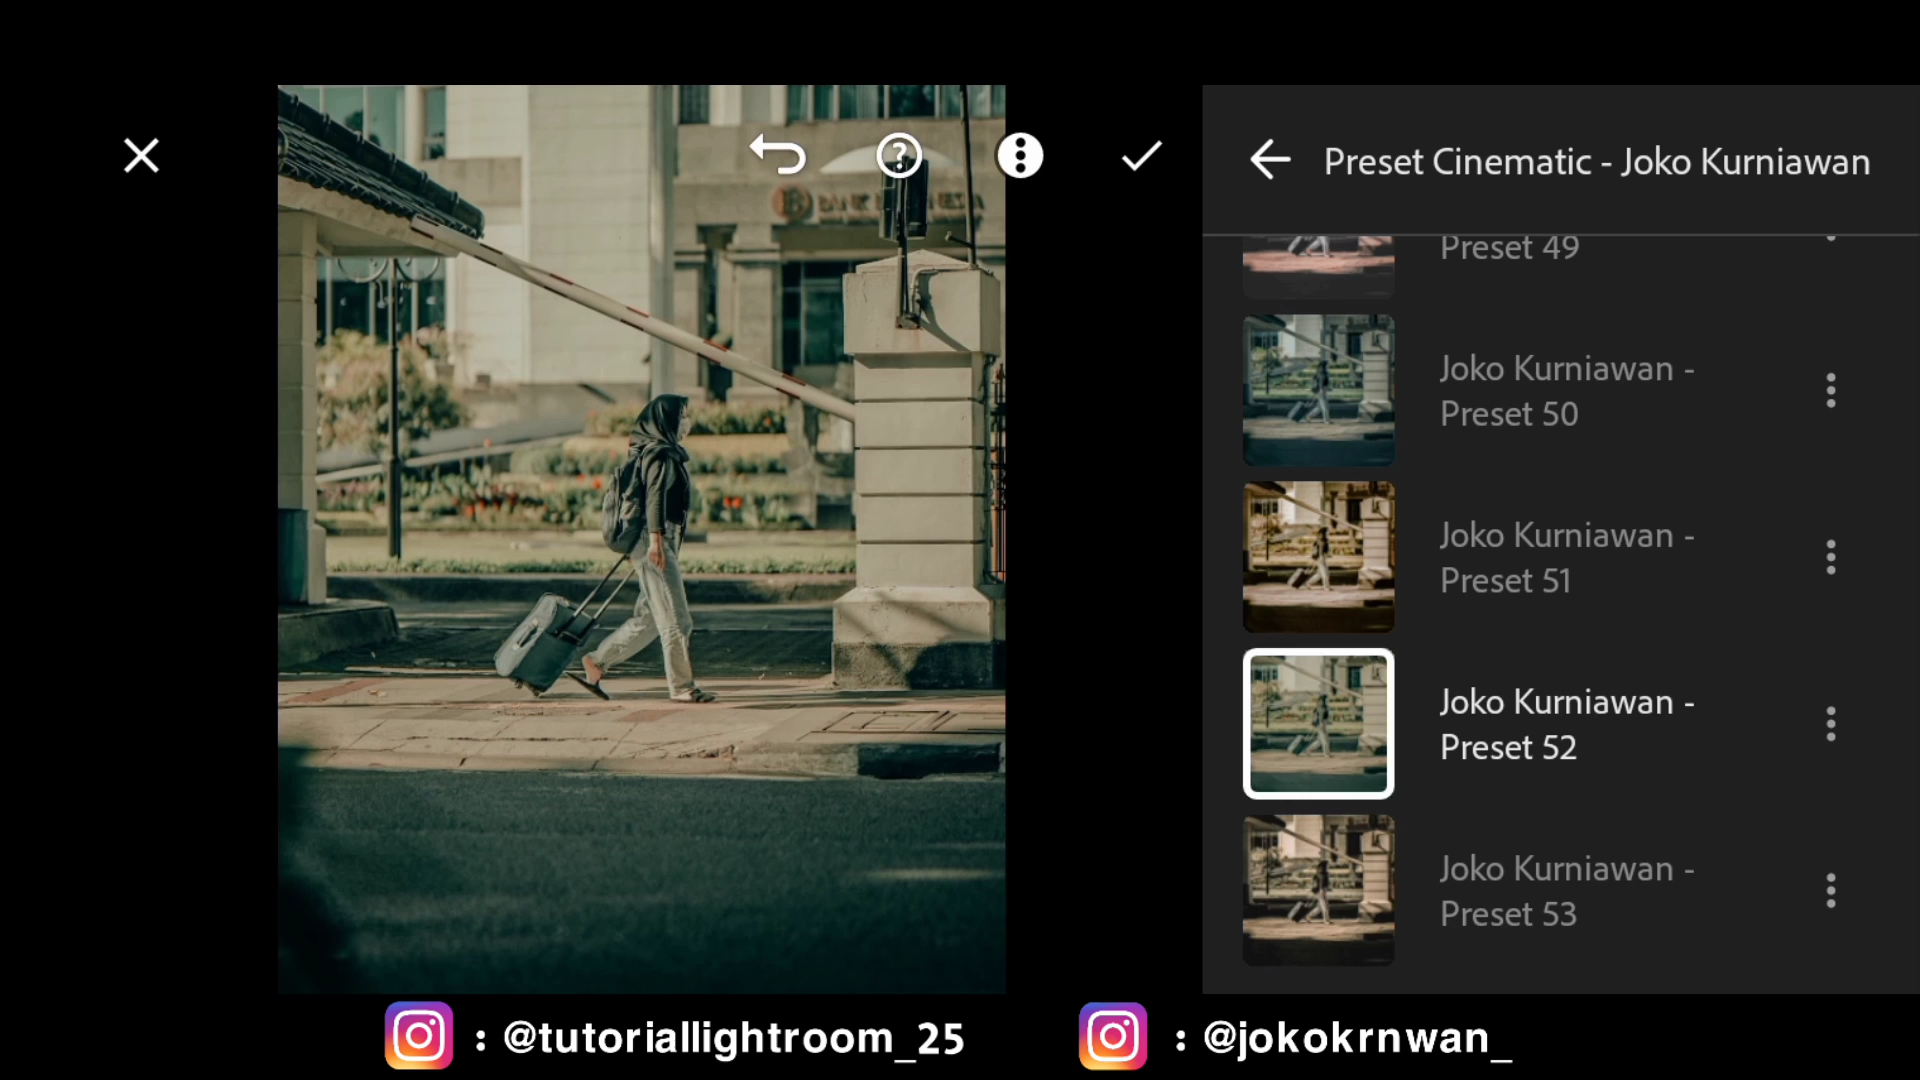 Preset Cinematic - Joko Kurniawan
Preset 49
Joko Kurniawan -
Preset 50
Joko Kurniawan -
Preset 51
Joko Kurniawan -
Preset 52
Joko Kurniawan -
Preset 53
: @tutoriallightroom_25
: @jokokrnwan_